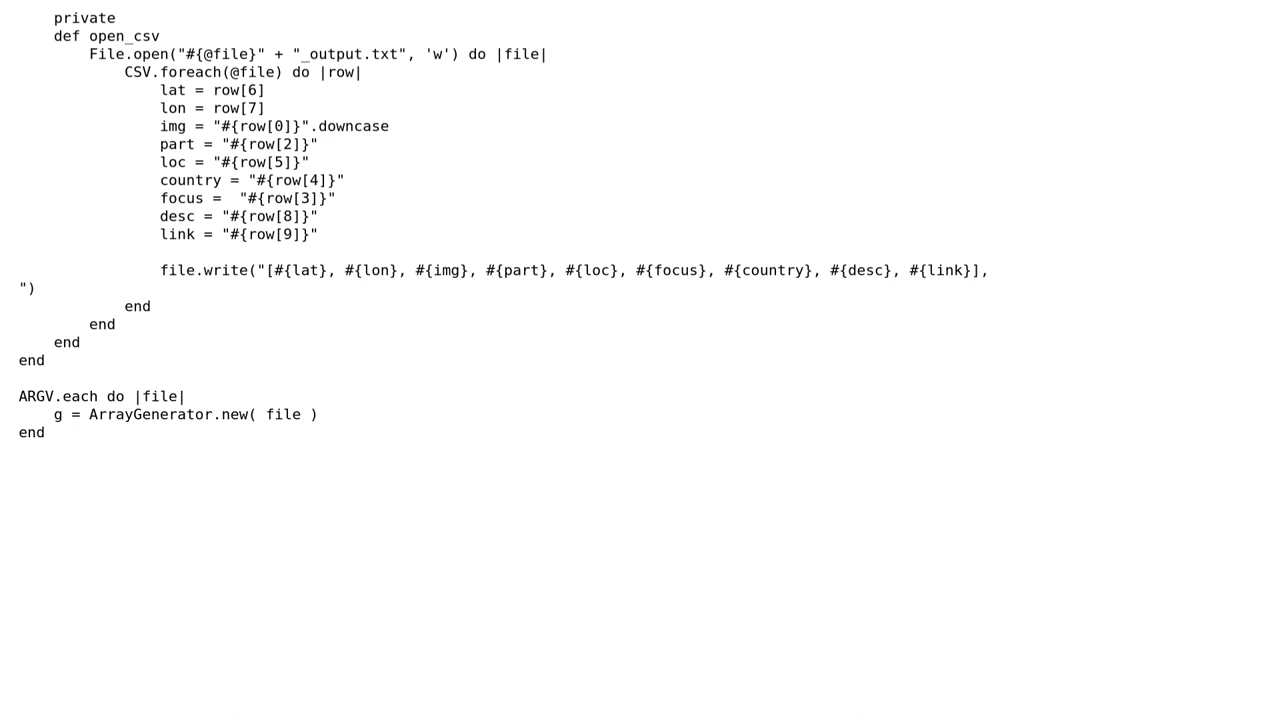 private
    def open_csv
        File.open("#{@file}" + "_output.txt", 'w') do |file|
            CSV.foreach(@file) do |row|
                lat = row[6]
                lon = row[7]
                img = "#{row[0]}".downcase
                part = "#{row[2]}"
                loc = "#{row[5]}"
                country = "#{row[4]}"
                focus =  "#{row[3]}"
                desc = "#{row[8]}"
                link = "#{row[9]}"

                file.write("[#{lat}, #{lon}, #{img}, #{part}, #{loc}, #{focus}, #{country}, #{desc}, #{link}],
")
            end
        end
    end
end

ARGV.each do |file|
    g = ArrayGenerator.new( file )
end